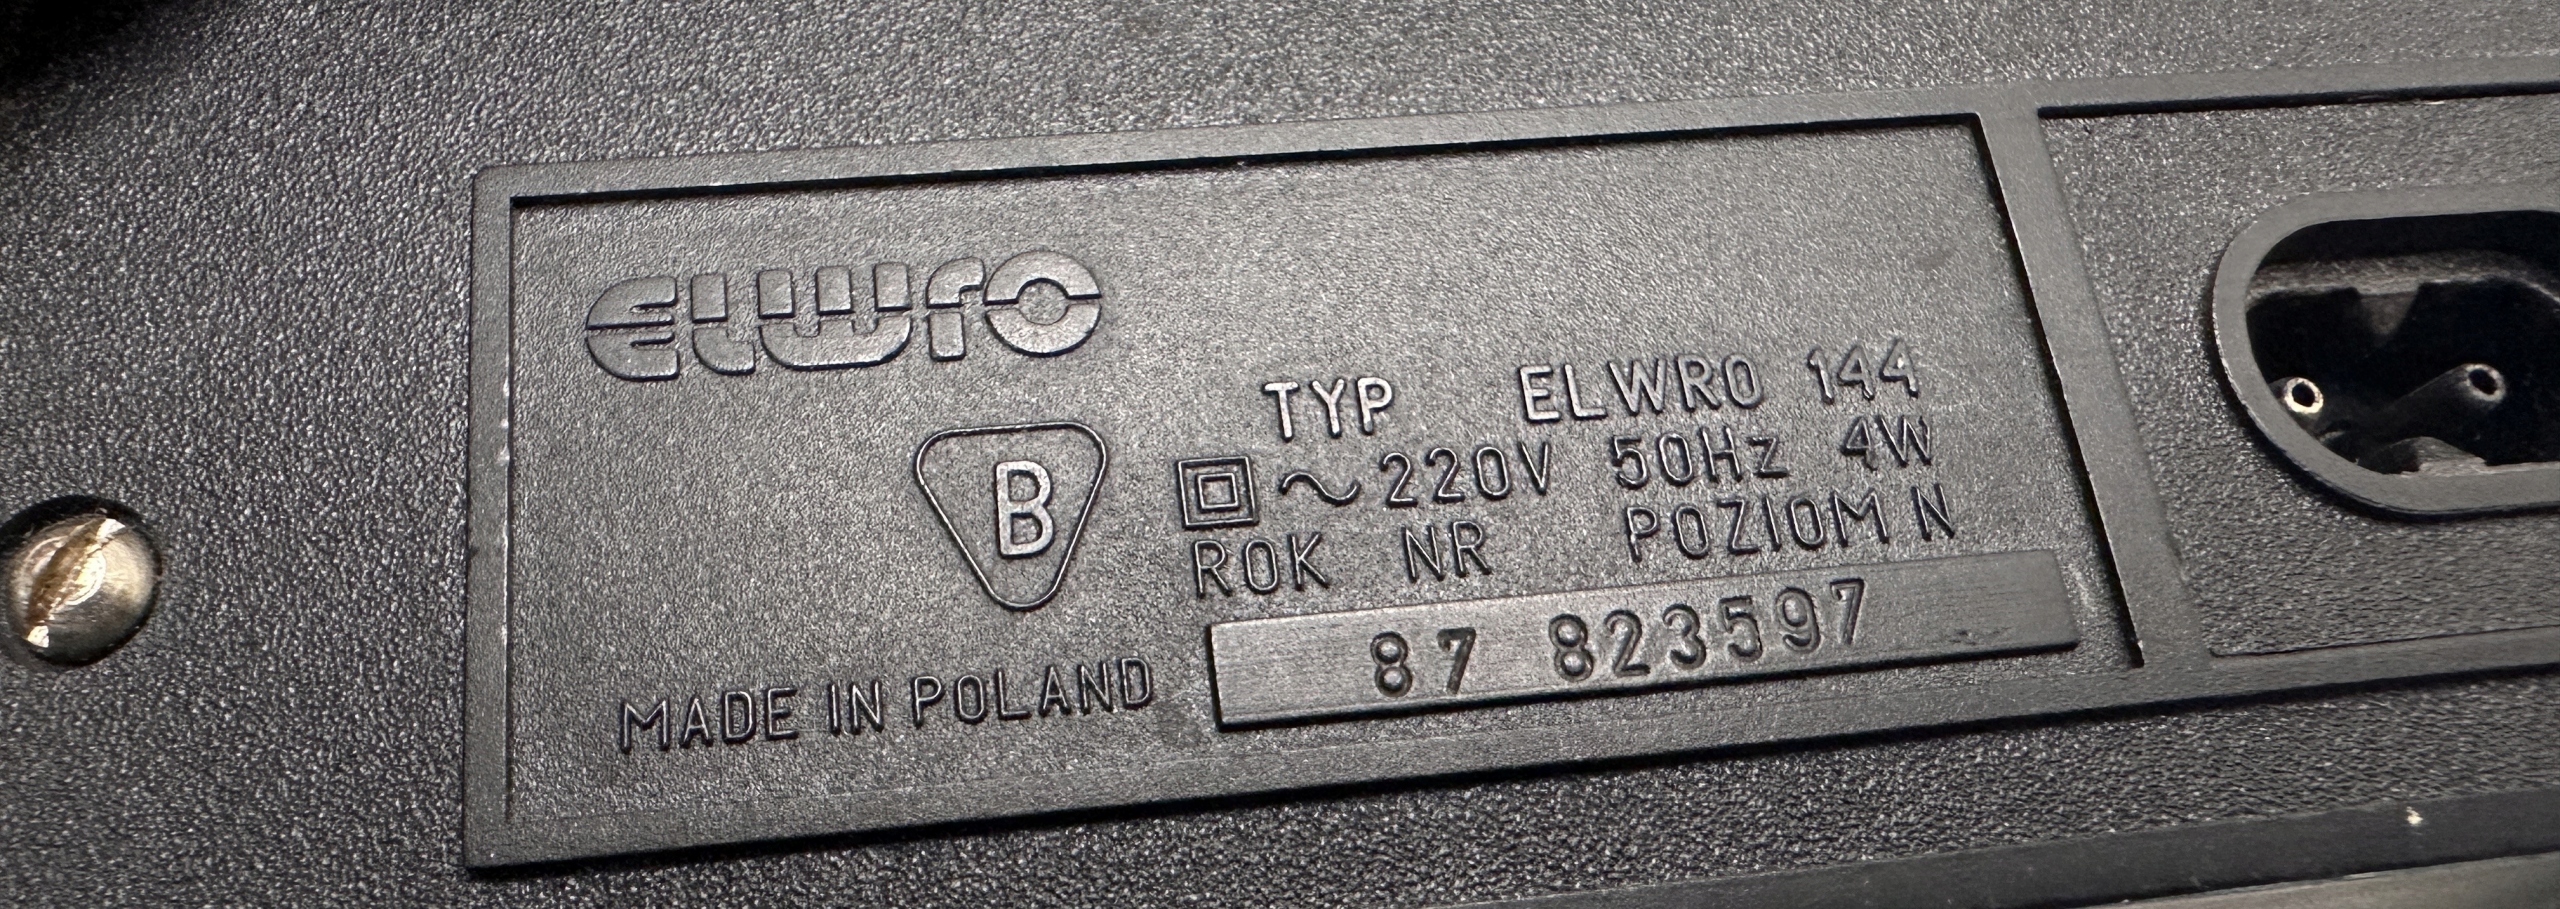 elwro
TYP ELWRO 144
B
~220V 50Hz 4W
ROK NR POZIOM N
87 823597
MADE IN POLAND